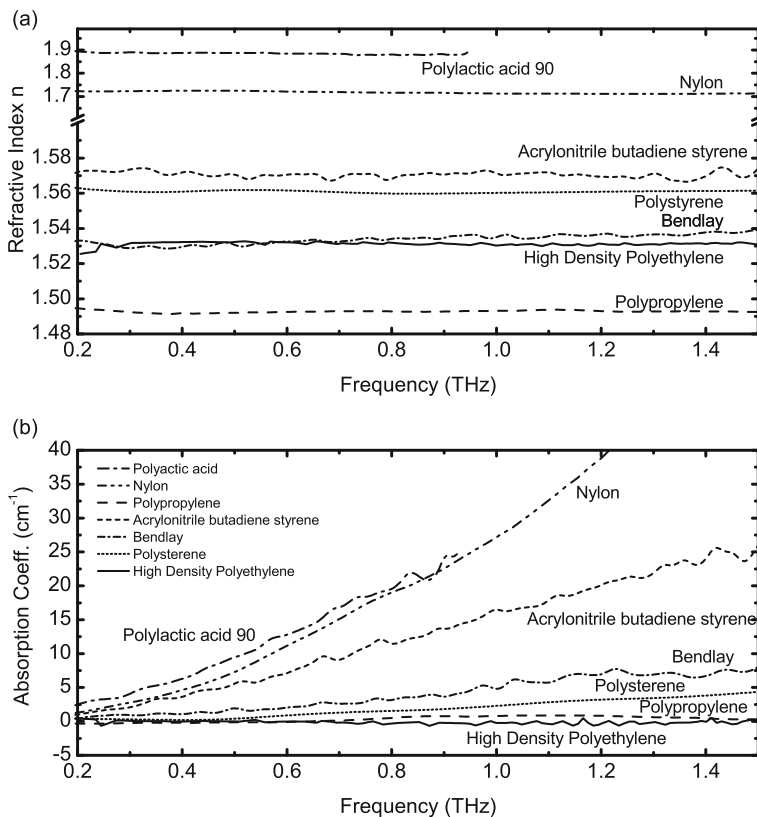 (a)
Refractive Index n
1.9
1.7
1.58
1.56
1.54
1.52
1.50
1.48
Polylactic acid 90
Nylon
Acrylonitrile butadiene styrene
Polystyrene
Bendlay
High Density Polyethylene
Polypropylene
0.2 0.4 0.6 0.8 1.0 1.2 1.4
Frequency (THz)
(b)
Absorption Coeff. (cm-1)
40
35
30
25
20
15
10
5
0
-5
Polyactic acid
Nylon
Polypropylene
Acrylonitrile butadiene styrene
Bendlay
Polysterene
High Density Polyethylene
Nylon
Polylactic acid 90
Acrylonitrile butadiene styrene
Bendlay
Polysterene
Polypropylene
High Density Polyethylene
0.2 0.4 0.6 0.8 1.0 1.2 1.4
Frequency (THz)